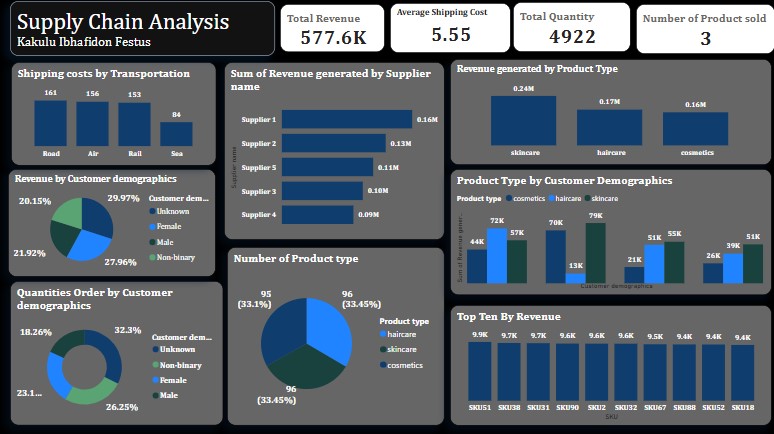 Supply Chain Analysis
Kakulu Ibhafidon Festus
Total Revenue
577.6K
Average Shipping Cost
5.55
Total Quantity
4922
Number of Product sold
3
Shipping costs by Transportation
161
156
153
84
Road
Air
Rail
Sea
Revenue by Customer demographics
20.15%
29.97%
21.92%
27.96%
Customer dem...
Unknown
Female
Male
Non-binary
Quantities Order by Customer
demographics
18.26%
32.3%
23.1...
26.25%
Customer dem...
Unknown
Non-binary
Female
Male
Sum of Revenue generated by Supplier
name
Supplier name
Supplier 1
0.16M
Supplier 2
0.13M
Supplier 5
0.11M
Supplier 3
0.10M
Supplier 4
0.09M
Number of Product type
95
(33.1%)
96
(33.45%)
96
(33.45%)
Product type
haircare
skincare
cosmetics
Revenue generated by Product Type
0.24M
0.17M
0.16M
skincare
haircare
cosmetics
Product Type by Customer Demographics
Product type
cosmetics
haircare
skincare
Sum of Revenue gener...
44K
72K
57K
70K
13K
79K
21K
51K
55K
26K
39K
51K
Customer demographics
Top Ten By Revenue
9.9K
9.7K
9.7K
9.6K
9.6K
9.6K
9.5K
9.4K
9.4K
9.4K
SKU51
SKU38
SKU31
SKU90
SKU2
SKU32
SKU67
SKU88
SKU52
SKU18
SKU